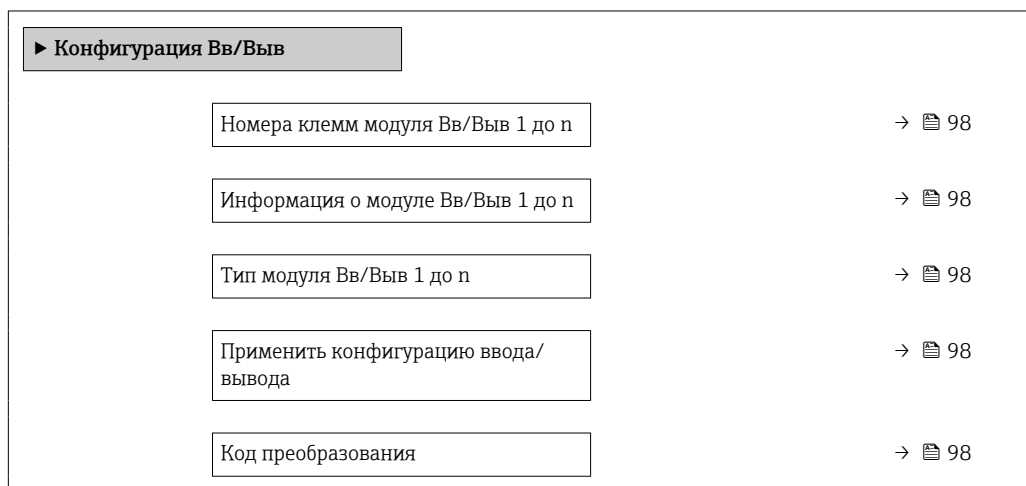 ▶ Конфигурация Вв/Выв
Номера клемм модуля Вв/Выв 1 до n → 98
Информация о модуле Вв/Выв 1 до n → 98
Тип модуля Вв/Выв 1 до n → 98
Применить конфигурацию ввода/ → 98
вывода
Код преобразования → 98